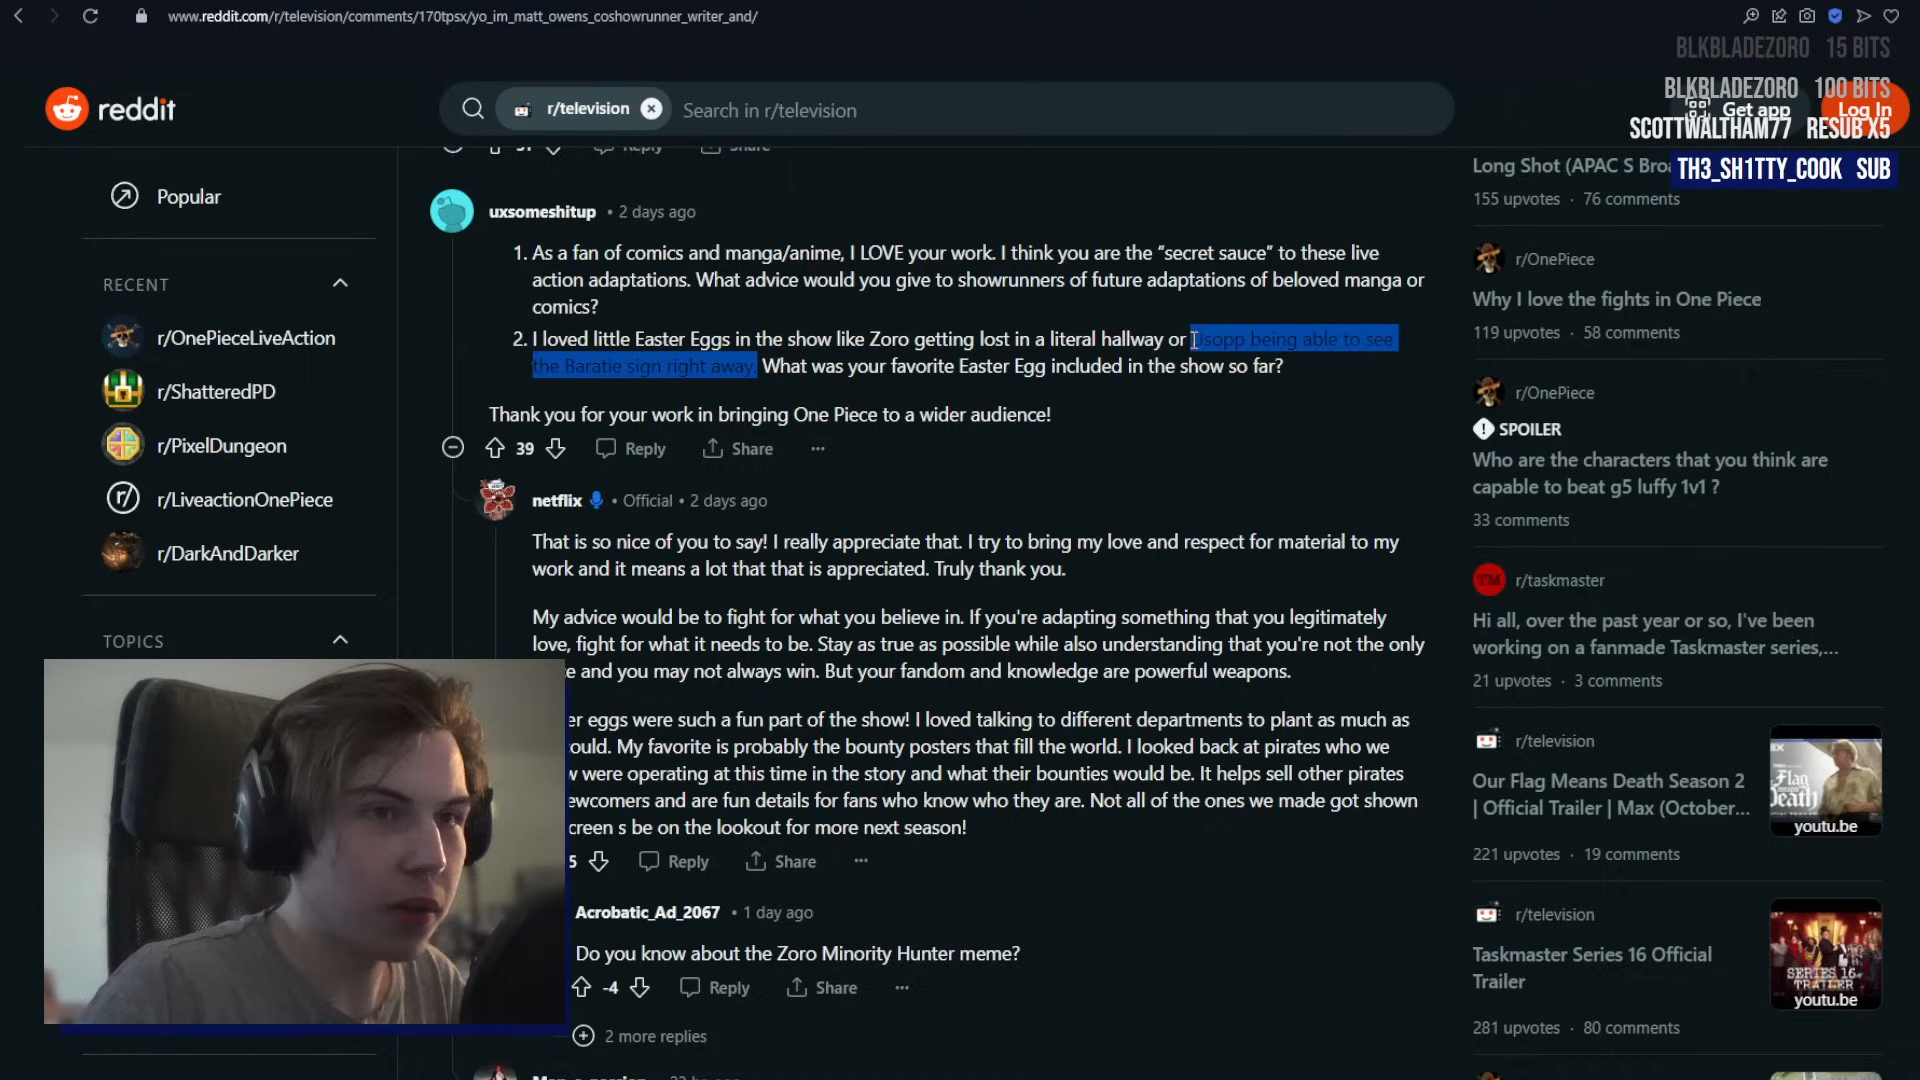 www.reddit.com/r/television/comments/170tpsx/yo_im_matt_owens_coshowrunner_writer_and/
BLKBLADEZORO 15 BITS
BLKBLADEZORO 100 BITS
SCOTTWALTHAM77 RESUB X5
TH3_SH1TTY_COOK SUB
reddit
r/television
Search in r/television
Get app
Log In
Reply
Share
Popular
RECENT
r/OnePieceLiveAction
r/ShatteredPD
r/PixelDungeon
r/LiveactionOnePiece
r/DarkAndDarker
TOPICS
uxsomeshitup • 2 days ago
1. As a fan of comics and manga/anime, I LOVE your work. I think you are the “secret sauce” to these live
action adaptations. What advice would you give to showrunners of future adaptations of beloved manga or
comics?
2. I loved little Easter Eggs in the show like Zoro getting lost in a literal hallway or Usopp being able to see
the Baratie sign right away. What was your favorite Easter Egg included in the show so far?
Thank you for your work in bringing One Piece to a wider audience!
39 Reply Share
netflix • Official • 2 days ago
That is so nice of you to say! I really appreciate that. I try to bring my love and respect for material to my
work and it means a lot that that is appreciated. Truly thank you.
My advice would be to fight for what you believe in. If you're adapting something that you legitimately
love, fight for what it needs to be. Stay as true as possible while also understanding that you're not the only
and you may not always win. But your fandom and knowledge are powerful weapons.
er eggs were such a fun part of the show! I loved talking to different departments to plant as much as
ould. My favorite is probably the bounty posters that fill the world. I looked back at pirates who we
w were operating at this time in the story and what their bounties would be. It helps sell other pirates
ewcomers and are fun details for fans who know who they are. Not all of the ones we made got shown
creen s be on the lookout for more next season!
5 Reply Share
Acrobatic_Ad_2067 • 1 day ago
Do you know about the Zoro Minority Hunter meme?
-4 Reply Share
2 more replies
Long Shot (APAC S Bro
155 upvotes · 76 comments
r/OnePiece
Why I love the fights in One Piece
119 upvotes · 58 comments
r/OnePiece
SPOILER
Who are the characters that you think are
capable to beat g5 luffy 1v1 ?
33 comments
TM r/taskmaster
Hi all, over the past year or so, I've been
working on a fanmade Taskmaster series,...
21 upvotes · 3 comments
r/television
Our Flag Means Death Season 2
| Official Trailer | Max (October...
Flag
means
Death
youtu.be
221 upvotes · 19 comments
r/television
Taskmaster Series 16 Official
Trailer
SERIES 16
TRAILER
youtu.be
281 upvotes · 80 comments